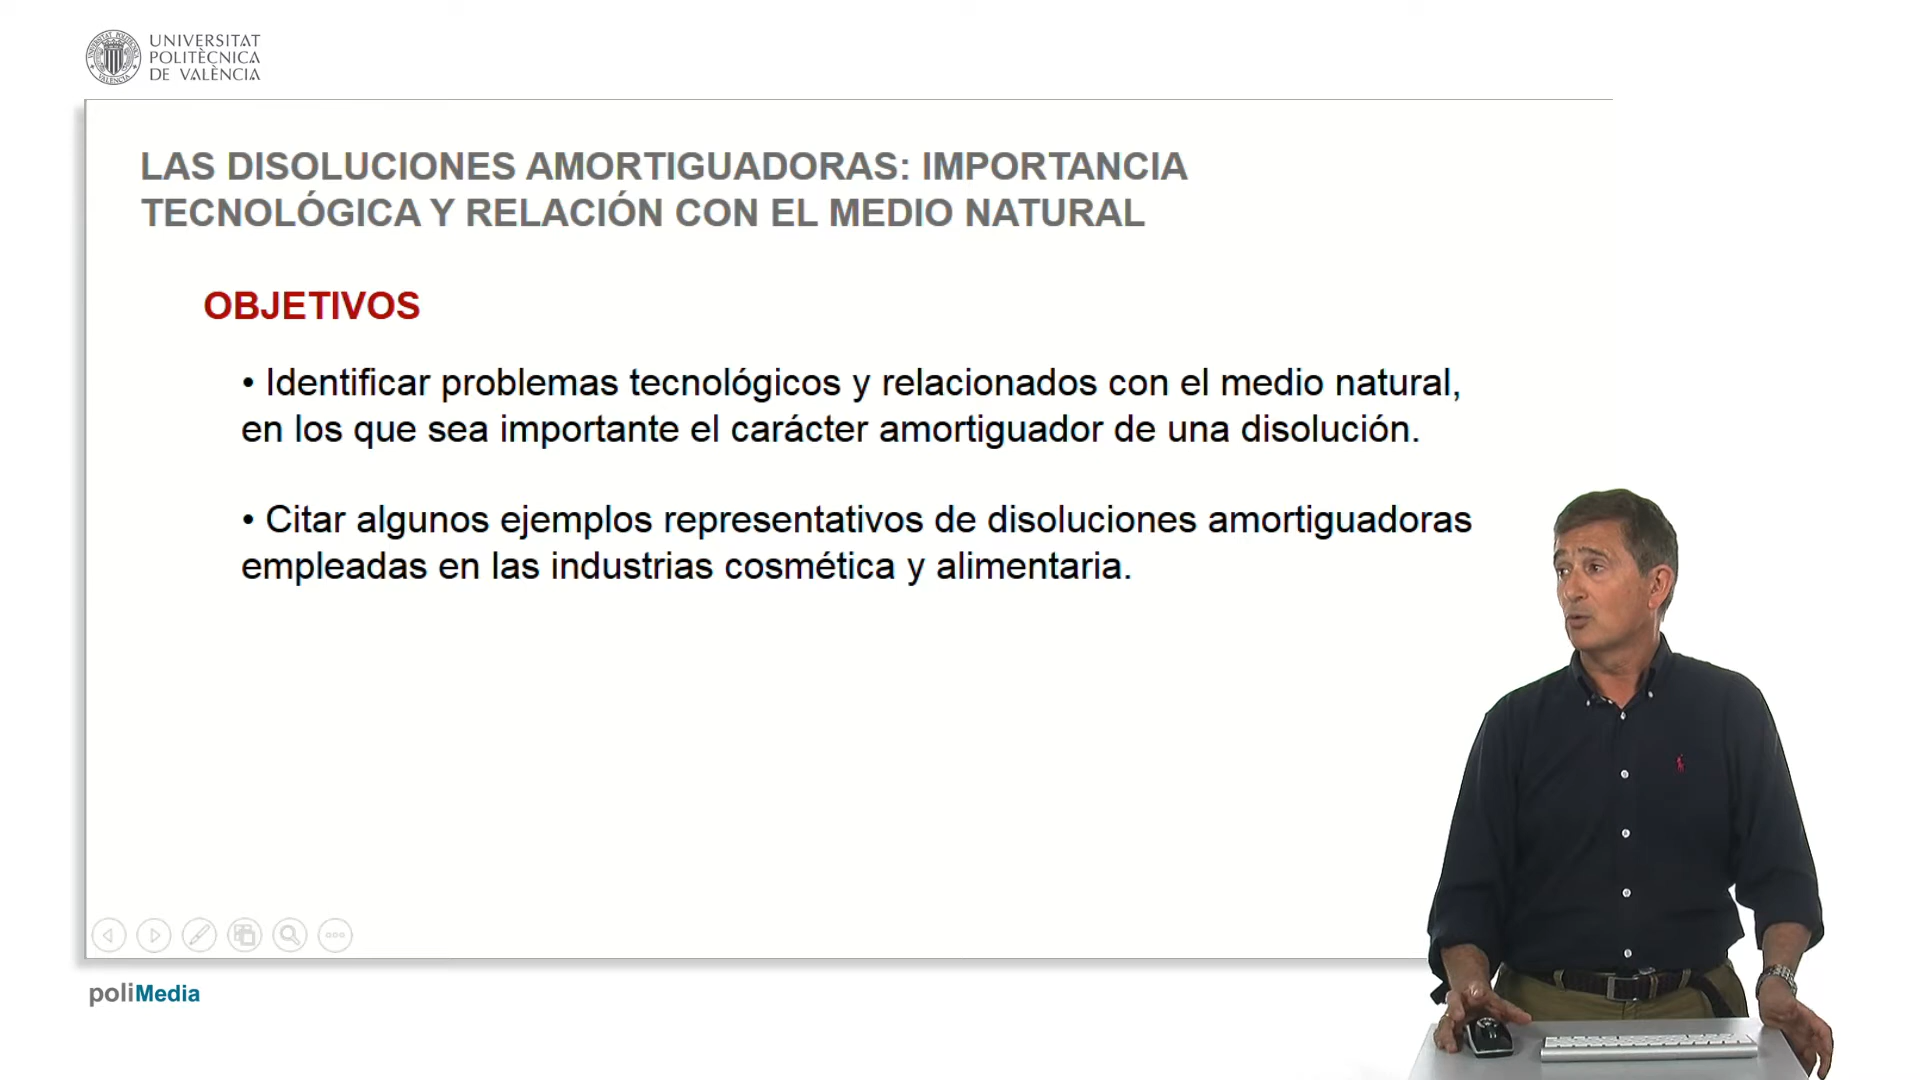 UNIVERSITAT
POLITÈCNICA
DE VALÈNCIA
LAS DISOLUCIONES AMORTIGUADORAS: IMPORTANCIA
TECNOLÓGICA Y RELACIÓN CON EL MEDIO NATURAL
OBJETIVOS
• Identificar problemas tecnológicos y relacionados con el medio natural,
en los que sea importante el carácter amortiguador de una disolución.
• Citar algunos ejemplos representativos de disoluciones amortiguadoras
empleadas en las industrias cosmética y alimentaria.
poliMedia